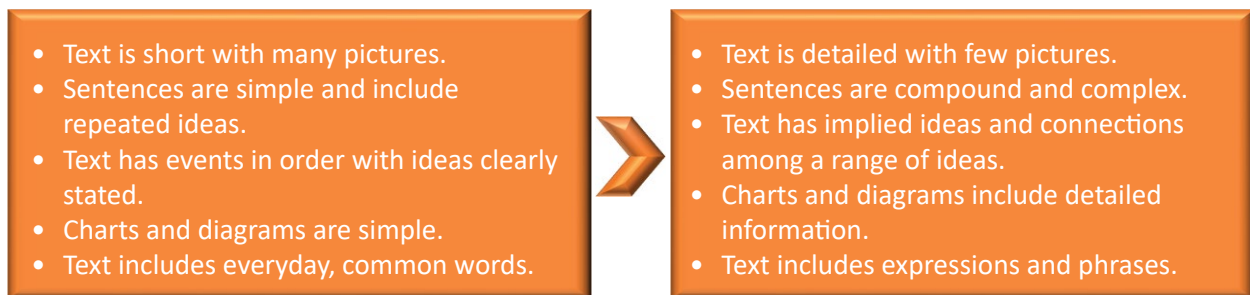 • Text is short with many pictures.
• Sentences are simple and include
repeated ideas.
• Text has events in order with ideas clearly
stated.
• Charts and diagrams are simple.
• Text includes everyday, common words.
• Text is detailed with few pictures.
• Sentences are compound and complex.
• Text has implied ideas and connections
among a range of ideas.
• Charts and diagrams include detailed
information.
• Text includes expressions and phrases.